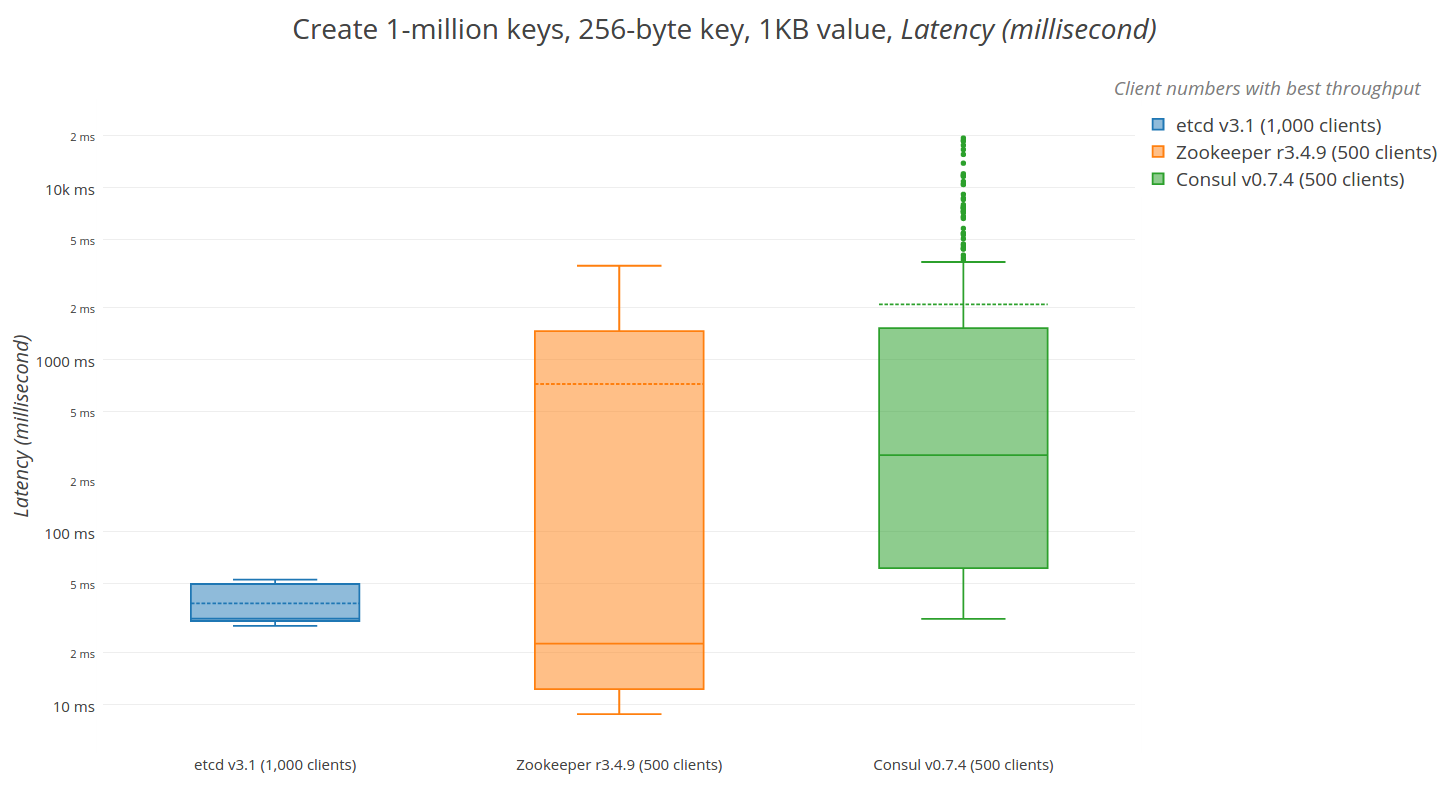 Create 1-million keys, 256-byte key, 1KB value, Latency (millisecond)
Client numbers with best throughput
etcd v3.1 (1,000 clients)
Zookeeper r3.4.9 (500 clients)
Consul v0.7.4 (500 clients)
Latency (millisecond)
2 ms
10k ms
5 ms
2 ms
1000 ms
5 ms
2 ms
100 ms
5 ms
2 ms
10 ms
etcd v3.1 (1,000 clients)
Zookeeper r3.4.9 (500 clients)
Consul v0.7.4 (500 clients)